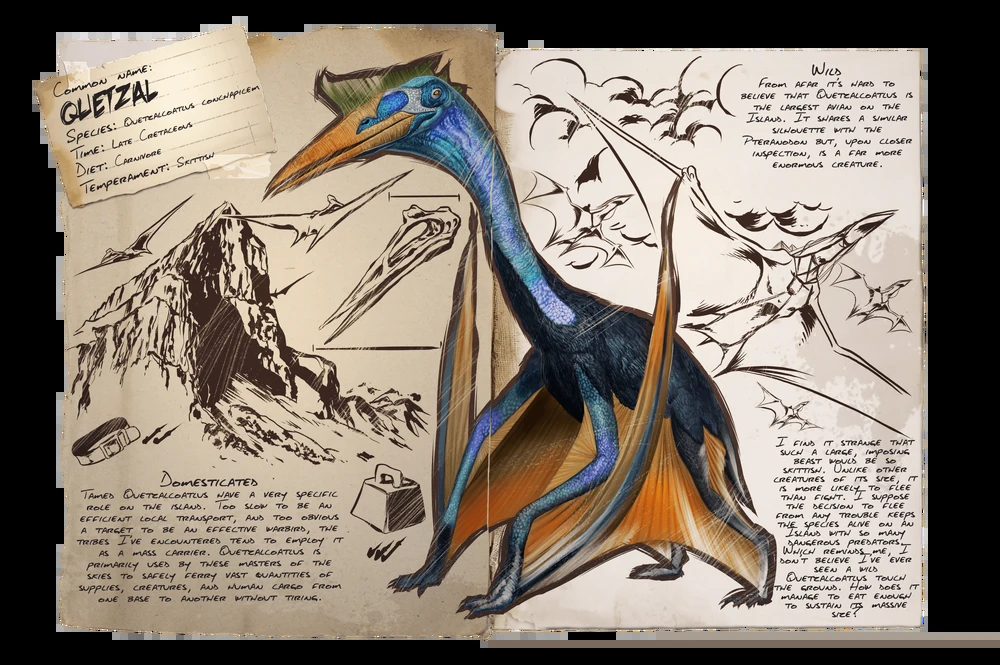 Common name:
Quetzal
Species: Quetzalcoatlus conchapicem
Time: Late Cretaceous
Diet: Carnivore
Temperament: Skittish
Domesticated
Tamed Quetzalcoatlus have a very specific
role on the island. Too slow to be an
efficient local transport, and too obvious
a target to be an effective warbird, the
tribes I've encountered tend to employ it
as a mass carrier. Quetzcoatlus is
primarily used by these masters of the
skies to safely ferry vast quantities of
supplies, creatures, and human cargo from
one base to another without tiring.
Wild
From afar it's hard to
believe that Quetzcalcoatlus is
the largest avian on the
Island. It shares a similar
silhouette with the
Pteranodon but, upon closer
inspection, is a far more
enormous creature.
I find it strange that
such a large, imposing
beast would be so
skittish. Unlike other
creatures of its size, it
is more likely to flee
than fight. I suppose
the decision to flee
from any trouble keeps
the species alive on an
Island with so many
dangerous predators.
Which reminds me, I
don't believe I've ever
seen a wild
Quetzcoatlus touch
the ground. How does it
manage to eat enough
to sustain its massive
size?